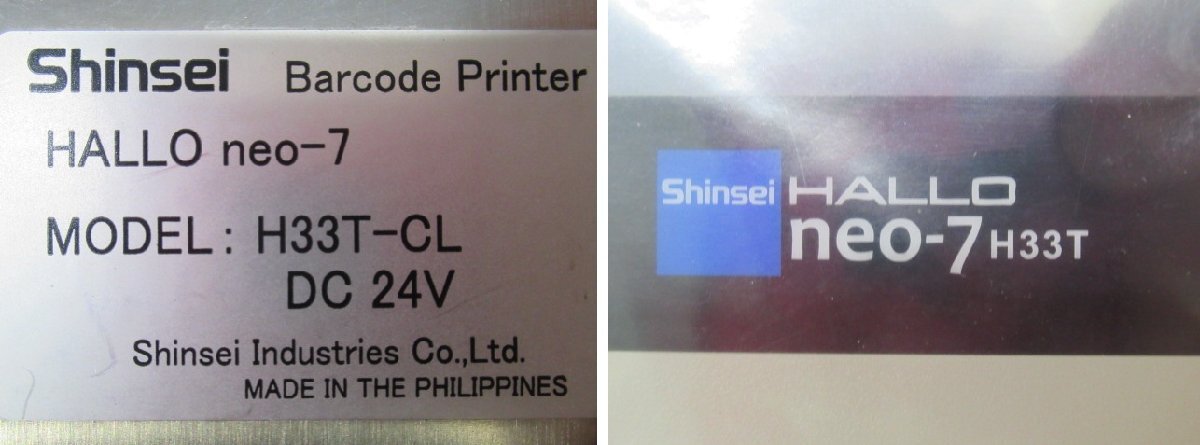 Shinsei Barcode Printer
HALLO neo-7
MODEL: H33T-CL
DC 24V
Shinsei Industries Co.,Ltd.
MADE IN THE PHILIPPINES
Shinsei HALLO
neo-7 H33T